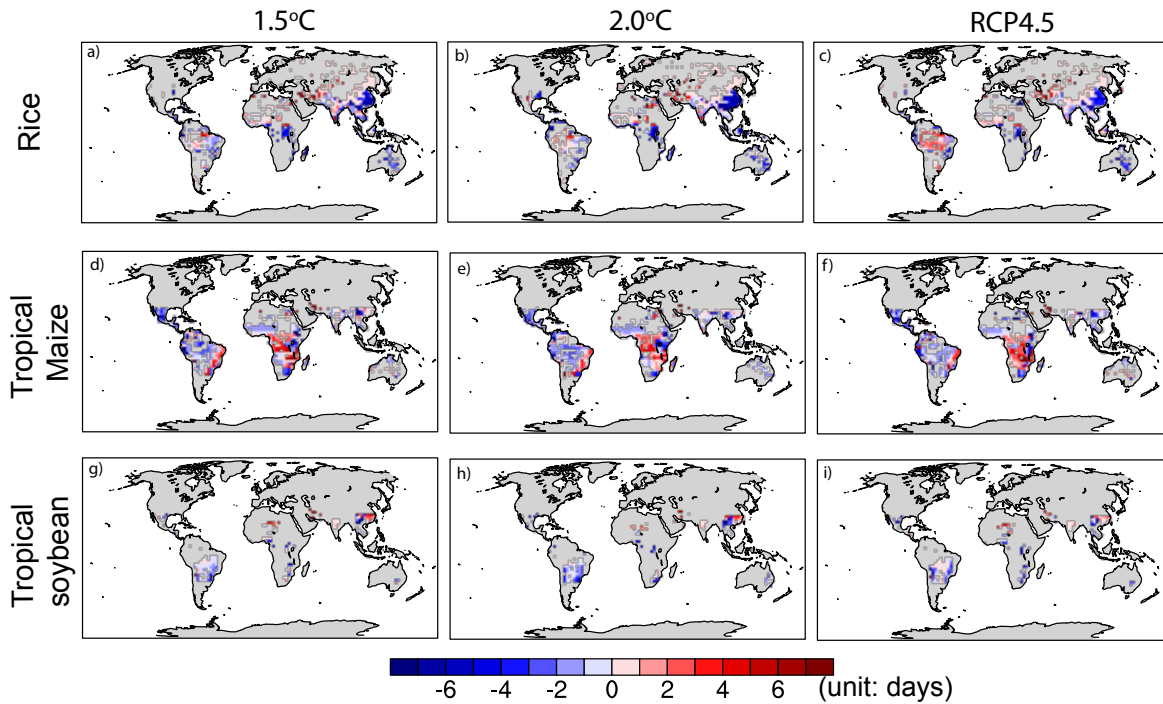 1.5°C 2.0°C RCP4.5
Rice
a) b) c)
Tropical
Maize
d) e) f)
Tropical
soybean
g) h) i)
-6 -4 -2 0 2 4 6 (unit: days)